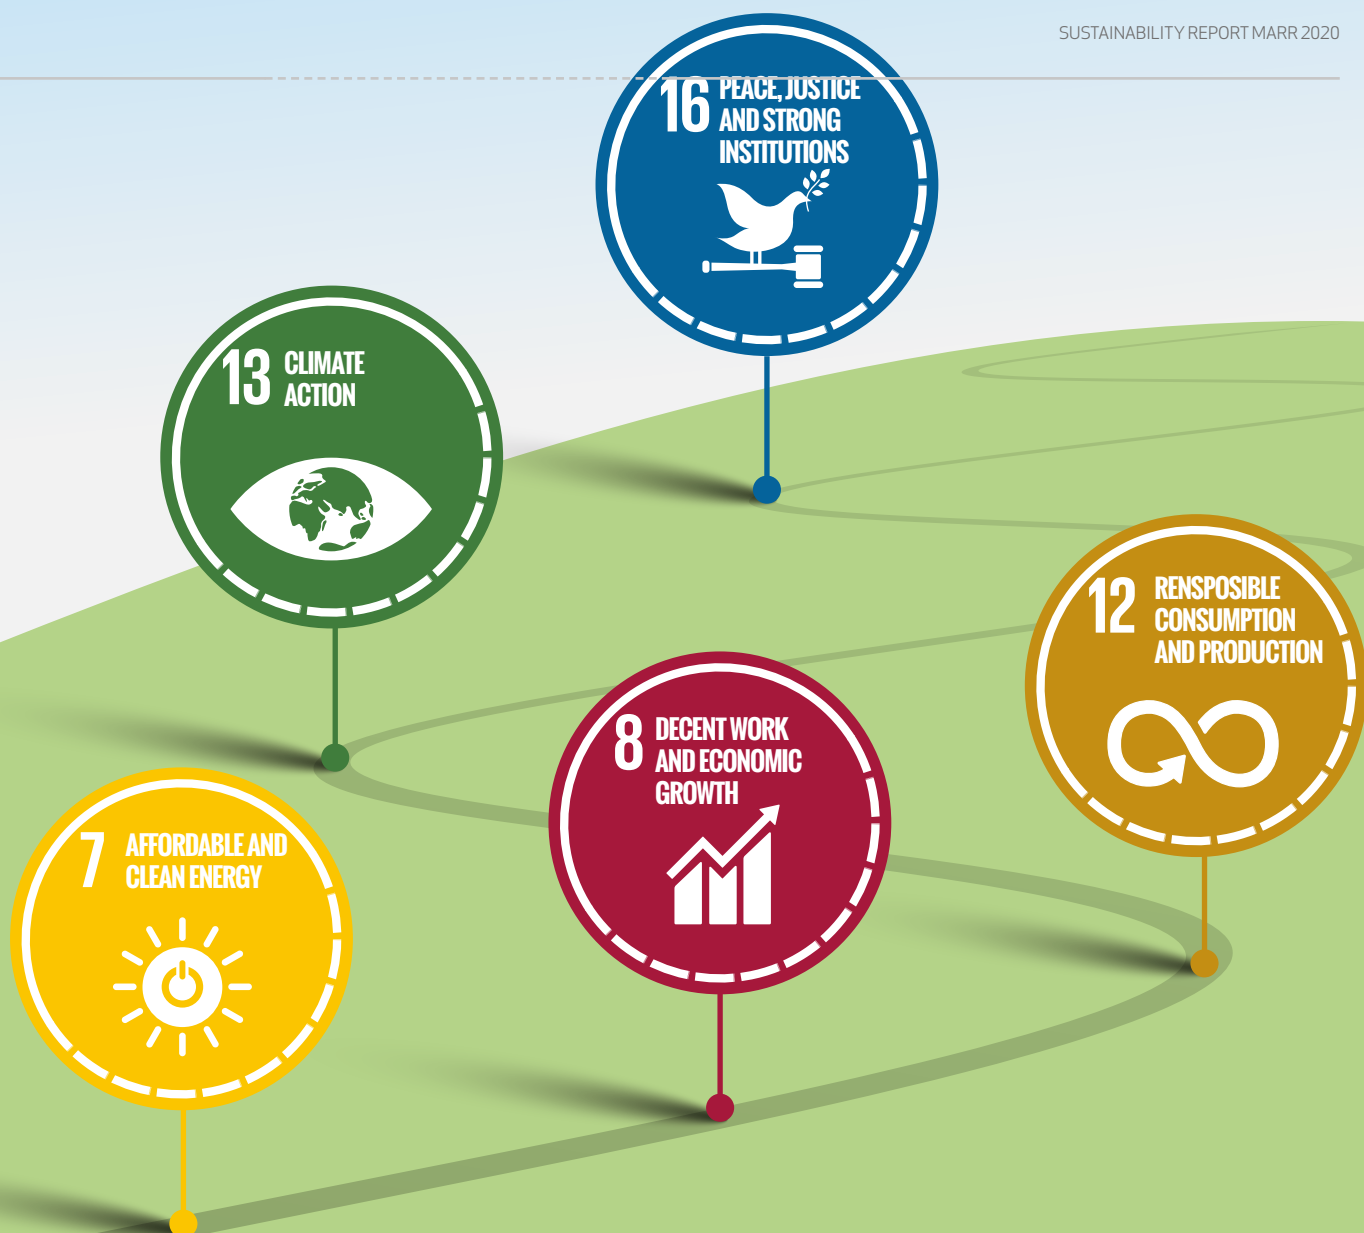 SUSTAINABILITY REPORT MARR 2020
16 PEACE, JUSTICE
AND STRONG
INSTITUTIONS
13 CLIMATE
ACTION
12 RENSPOSIBLE
CONSUMPTION
AND PRODUCTION
8 DECENT WORK
AND ECONOMIC
GROWTH
7 AFFORDABLE AND
CLEAN ENERGY